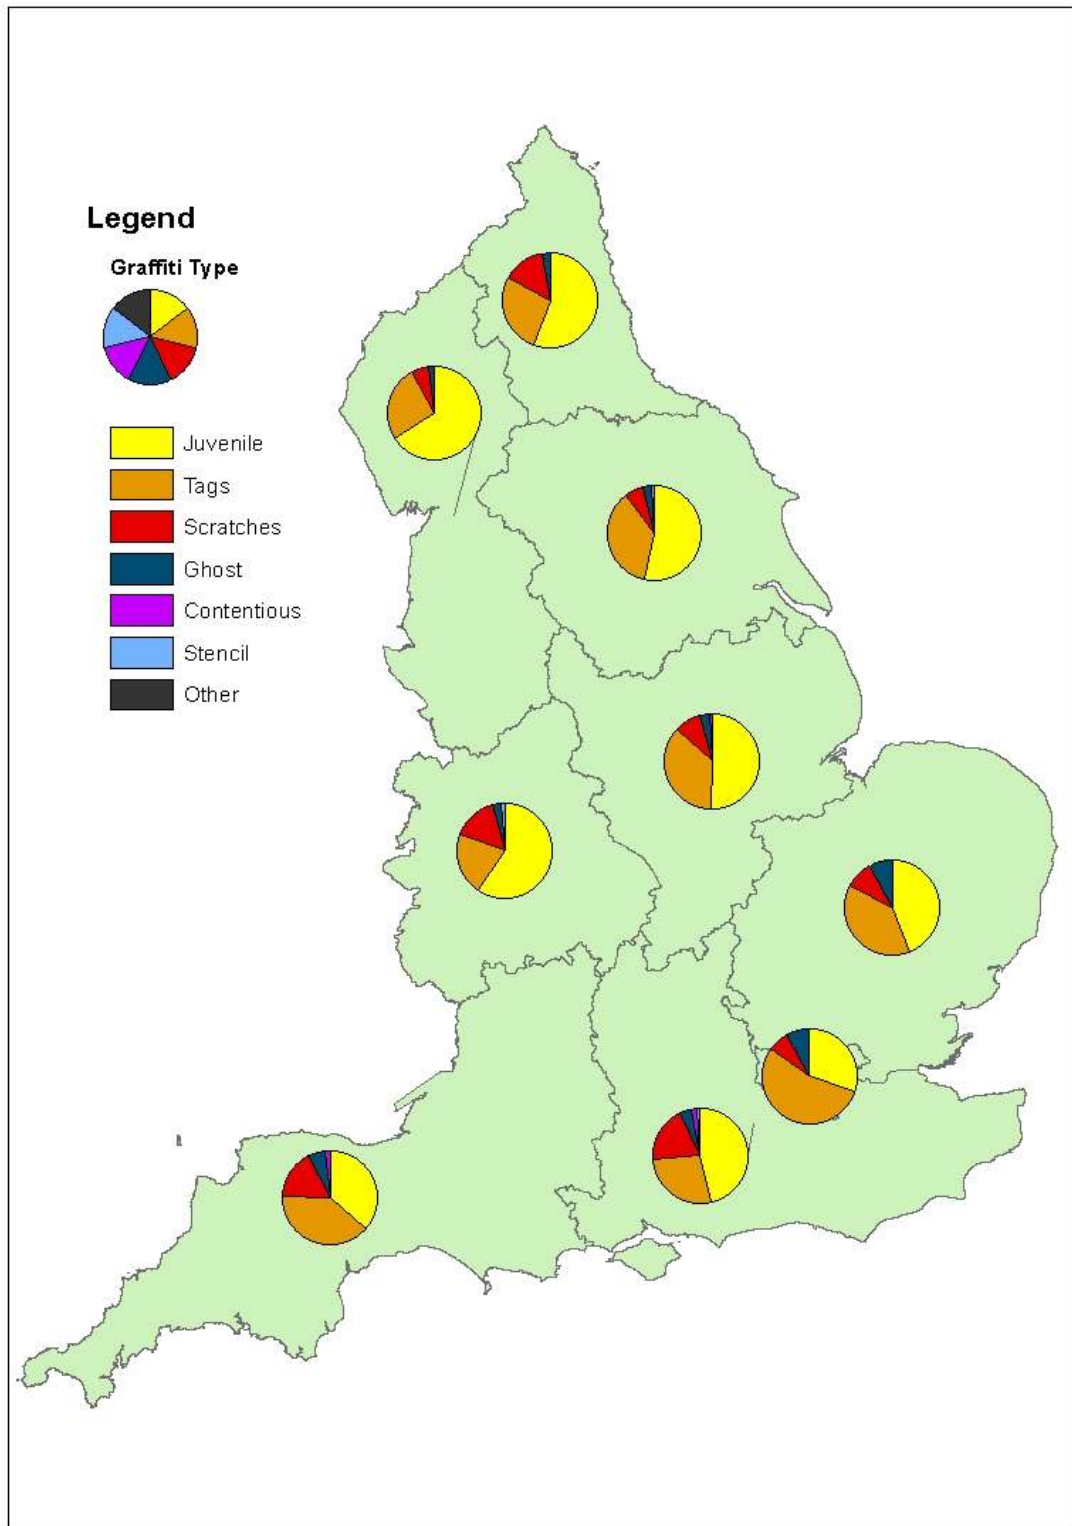 Legend
Graffiti Type
Juvenile
Tags
Scratches
Ghost
Contentious
Stencil
Other